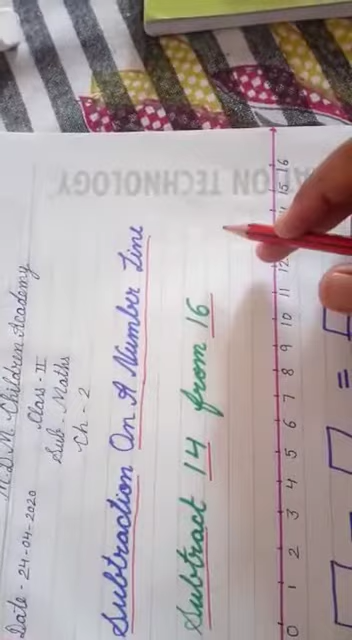 M.D.M. Children Academy
Date - 24-04-2020
Class - II
Sub - Maths
Ch - 2
Subtraction On A Number Line
Subtract 14 from 16
0 1 2 3 4 5 6 7 8 9 10 11 12 15 16
=
ON TECHNOLOGY